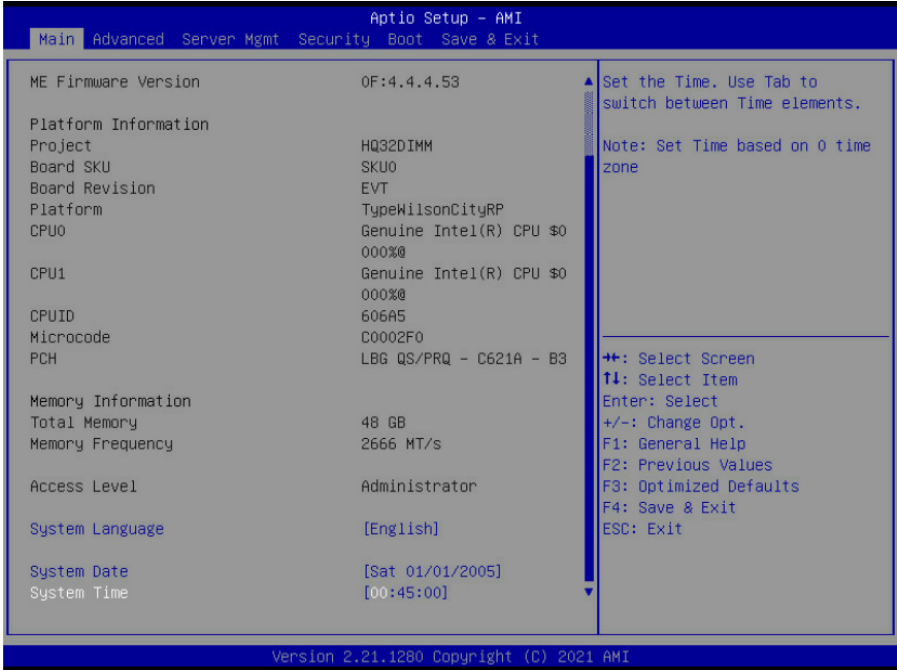 Aptio Setup - AMI
Main Advanced Server Mgmt Security Boot Save & Exit
ME Firmware Version 0F:4.4.4.53
Platform Information
Project HQ32DIMM
Board SKU SKU0
Board Revision EVT
Platform TypeWilsonCityRP
CPU0 Genuine Intel(R) CPU $0
000%@
CPU1 Genuine Intel(R) CPU $0
000%@
CPUID 606A5
Microcode C0002F0
PCH LBG QS/PRQ - C621A - B3
Memory Information
Total Memory 48 GB
Memory Frequency 2666 MT/s
Access Level Administrator
System Language [English]
System Date [Sat 01/01/2005]
System Time [00:45:00]
Set the Time. Use Tab to
switch between Time elements.
Note: Set Time based on 0 time
zone
→←: Select Screen
↑↓: Select Item
Enter: Select
+/-: Change Opt.
F1: General Help
F2: Previous Values
F3: Optimized Defaults
F4: Save & Exit
ESC: Exit
Version 2.21.1280 Copyright (C) 2021 AMI